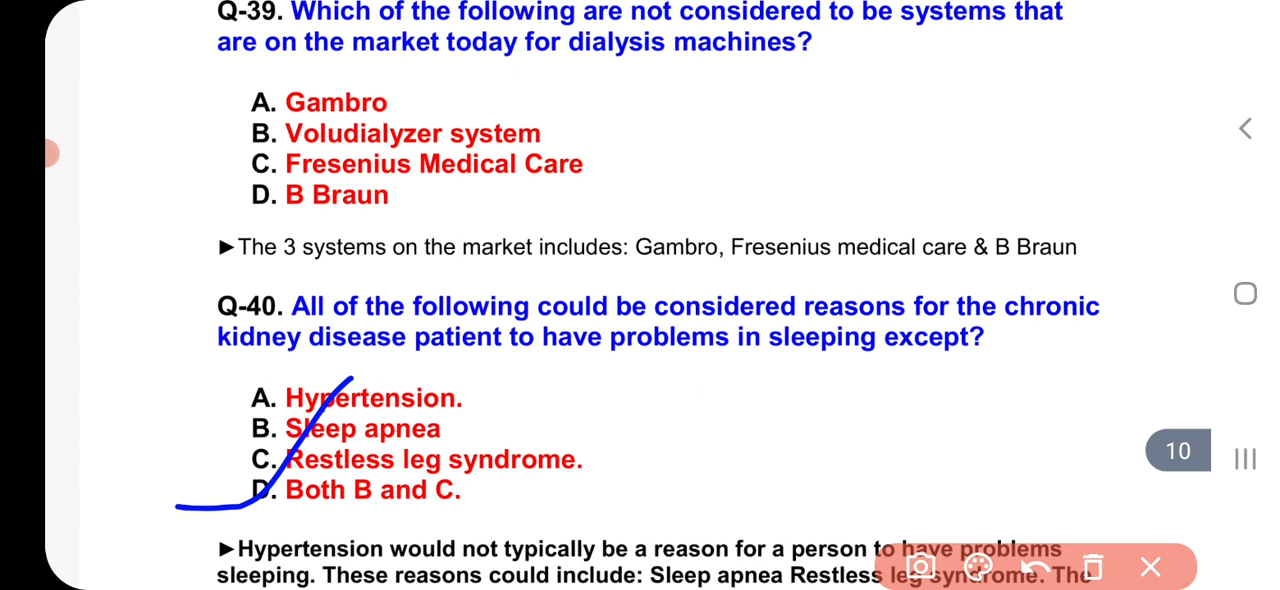 Q-39. Which of the following are not considered to be systems that
are on the market today for dialysis machines?
A. Gambro
B. Voludialyzer system
C. Fresenius Medical Care
D. B Braun
►The 3 systems on the market includes: Gambro, Fresenius medical care & B Braun
Q-40. All of the following could be considered reasons for the chronic
kidney disease patient to have problems in sleeping except?
A. Hypertension.
B. Sleep apnea
C. Restless leg syndrome.
D. Both B and C.
10
►Hypertension would not typically be a reason for a person to have problems
sleeping. These reasons could include: Sleep apnea Restless leg syndrome. The